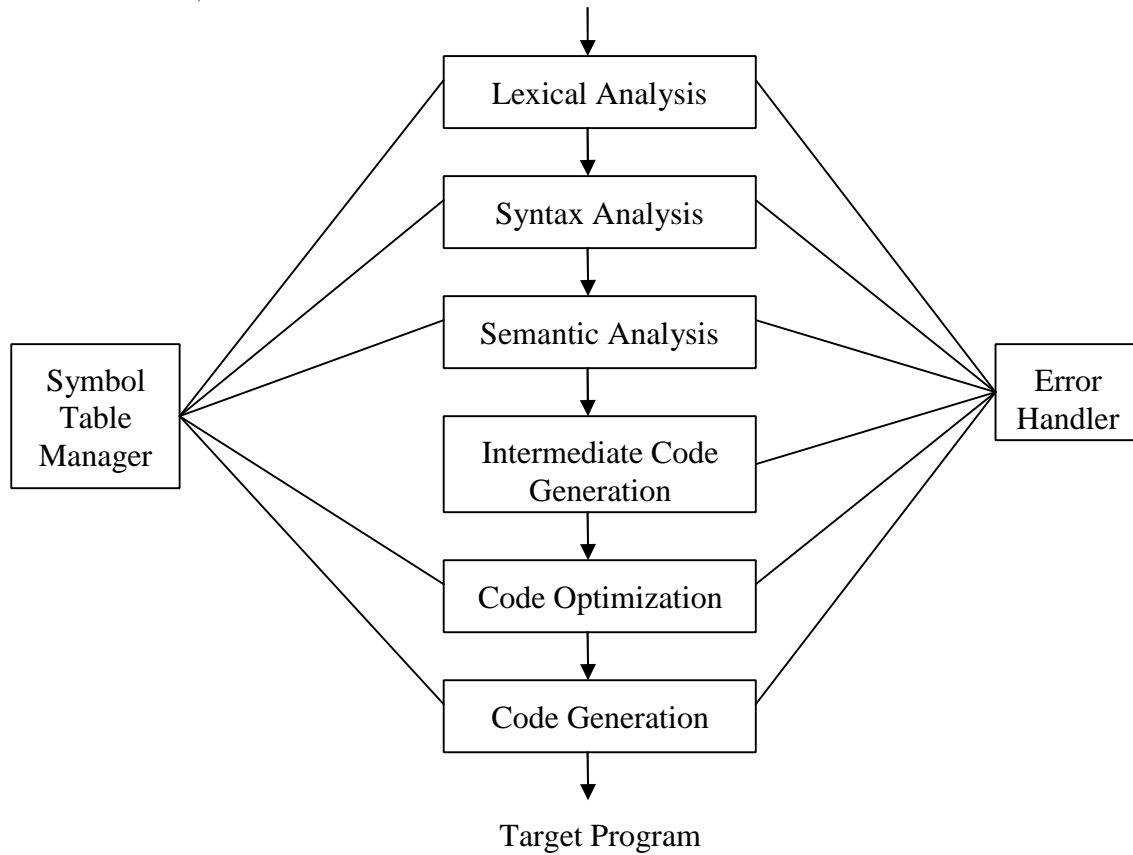 Lexical Analysis
Syntax Analysis
Semantic Analysis
Symbol
Table
Manager
Error
Handler
Intermediate Code
Generation
Code Optimization
Code Generation
Target Program